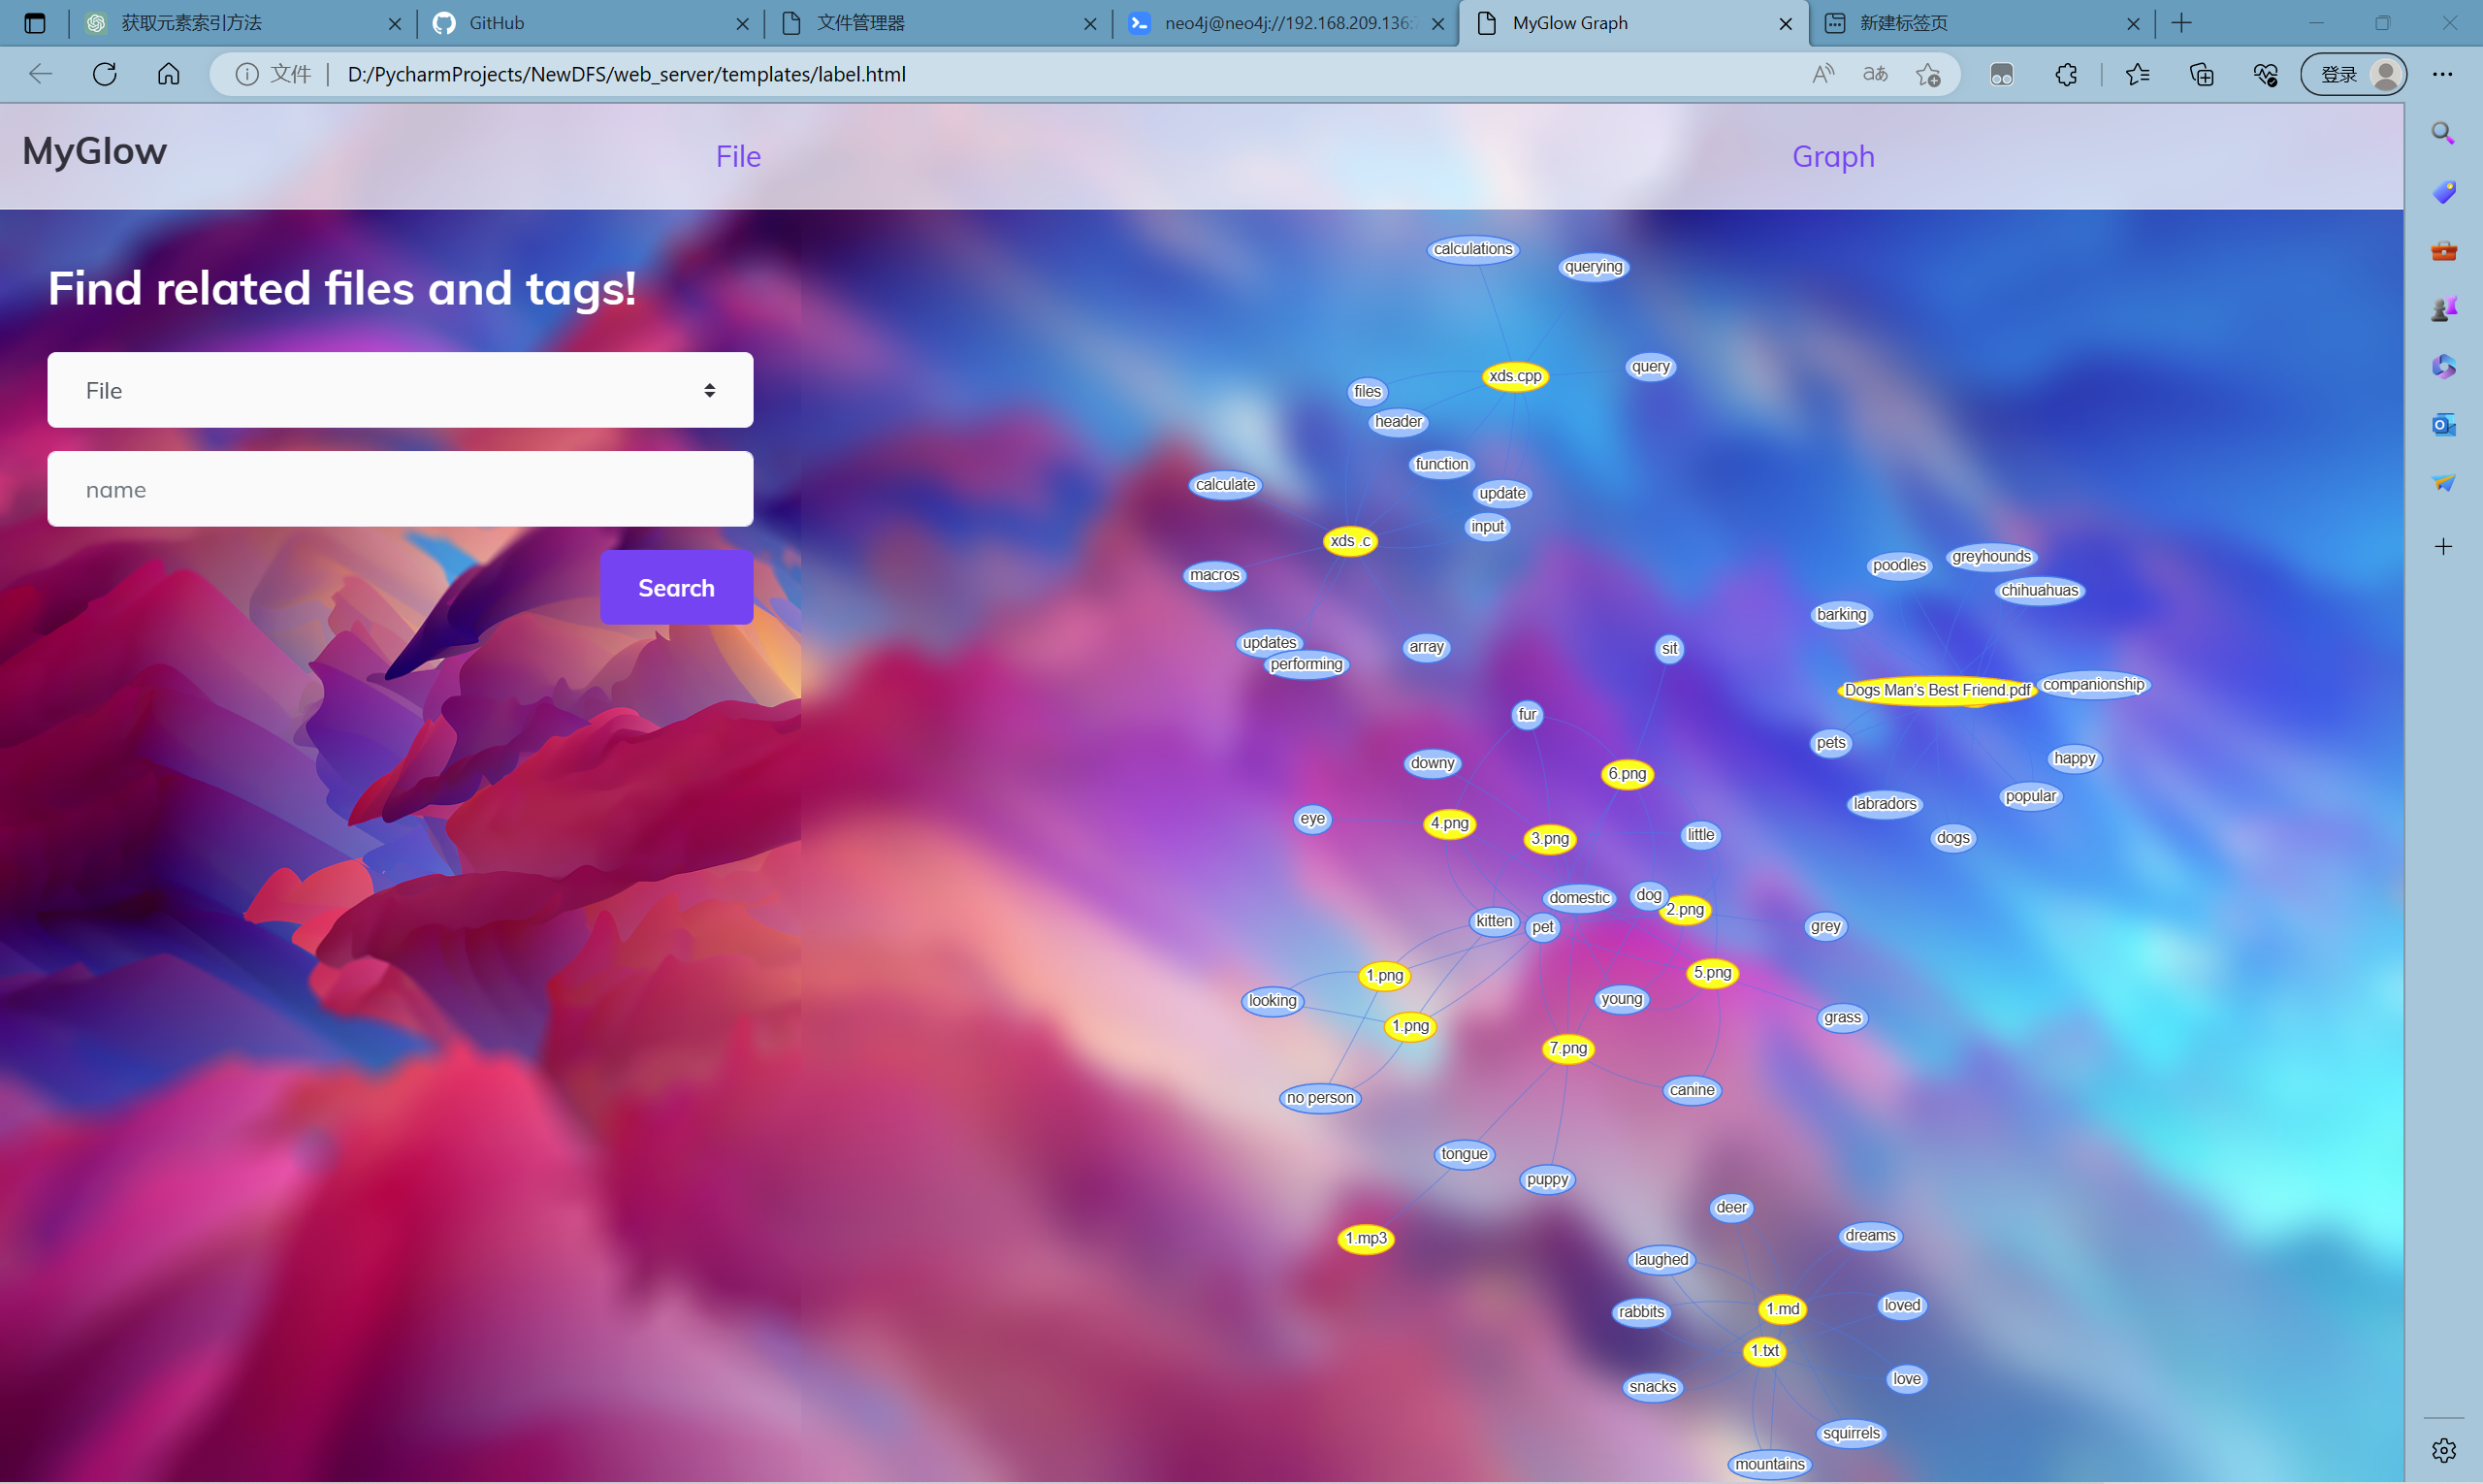 获取元素索引方法
GitHub
文件管理器
neo4j@neo4j://192.168.209.136:
MyGlow Graph
新建标签页
文件
D:/PycharmProjects/NewDFS/web_server/templates/label.html
登录
MyGlow
File
Graph
Find related files and tags!
File
name
Search
calculations
querying
query
xds.cpp
files
header
function
calculate
update
input
xds .c
macros
updates
performing
array
poodles
greyhounds
chihuahuas
barking
Dogs Man's Best Friend.pdf
companionship
pets
happy
popular
labradors
dogs
sit
fur
downy
6.png
eye
4.png
3.png
little
domestic
dog
2.png
kitten
pet
grey
1.png
5.png
looking
young
1.png
grass
7.png
canine
no person
tongue
puppy
1.mp3
deer
dreams
laughed
rabbits
1.md
loved
1.txt
snacks
love
squirrels
mountains